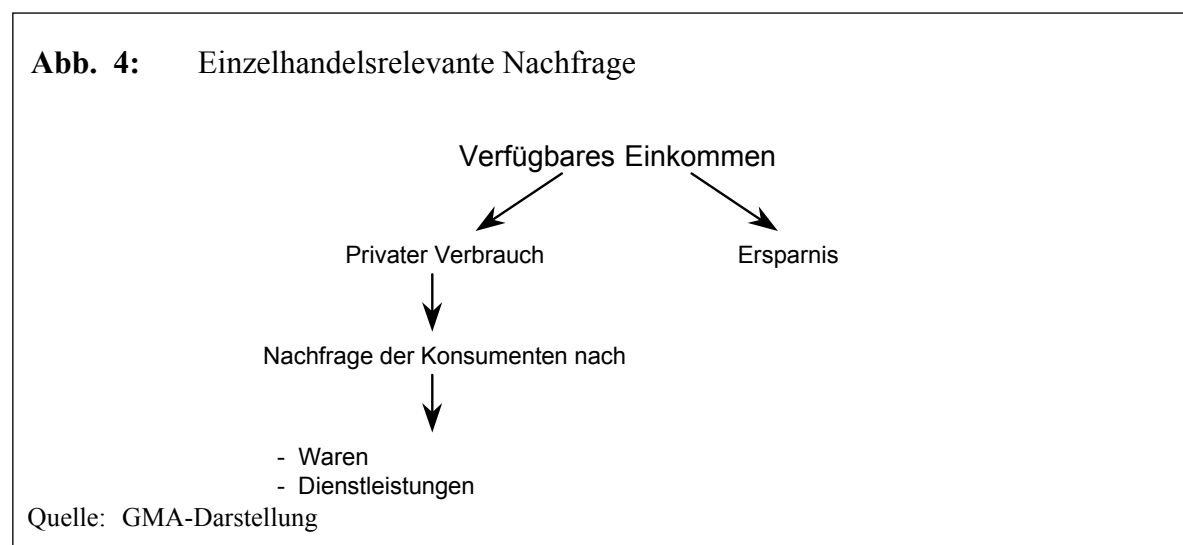 Abb. 4: Einzelhandelsrelevante Nachfrage
Verfügbares Einkommen
Privater Verbrauch Ersparnis
Nachfrage der Konsumenten nach
- Waren
- Dienstleistungen
Quelle: GMA-Darstellung